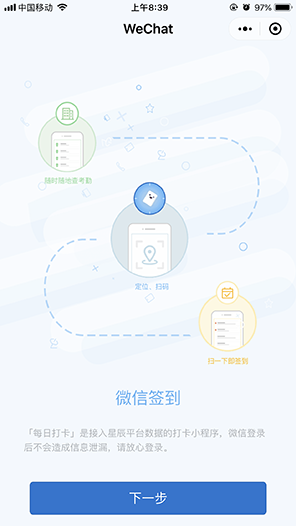 中国移动
上午8:39
97%
WeChat
随时随地查考勤
定位、扫码
扫一下即签到
微信签到
「每日打卡」是接入星辰平台数据的打卡小程序，微信登录
后不会造成信息泄漏，请放心登录。
下一步